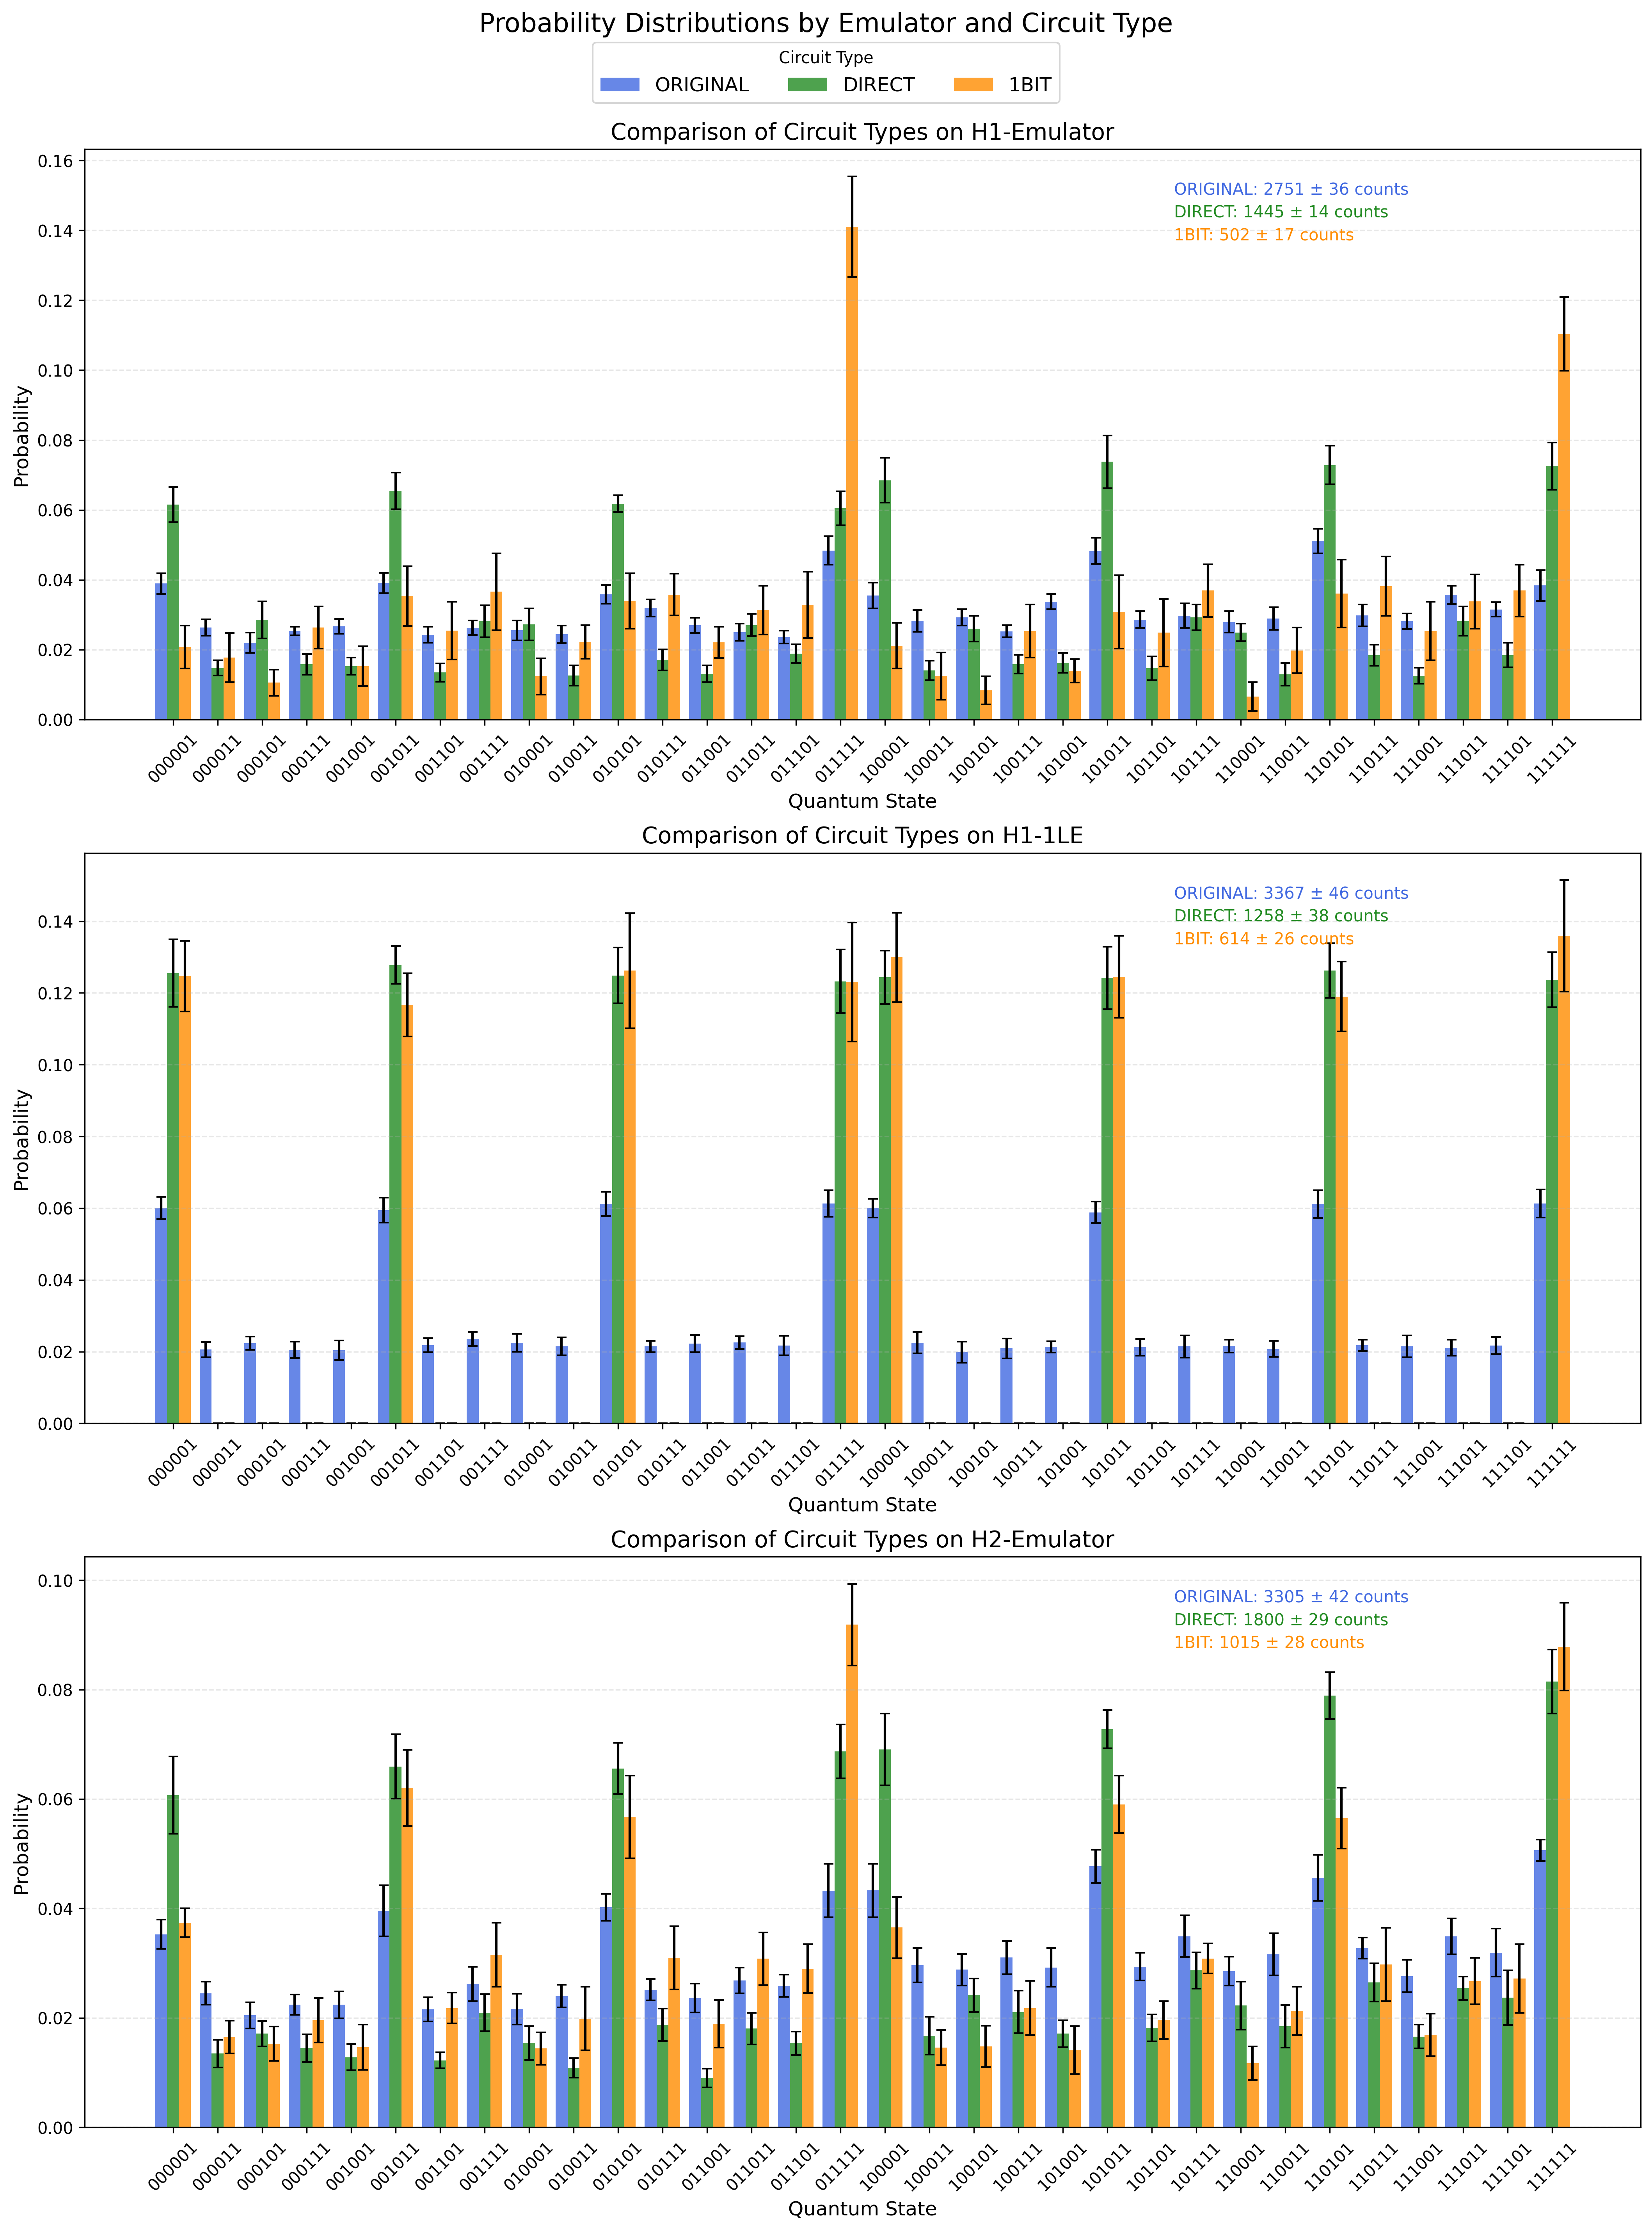 Probability Distributions by Emulator and Circuit Type
Circuit Type
ORIGINAL DIRECT 1BIT
Comparison of Circuit Types on H1-Emulator
ORIGINAL: 2751 ± 36 counts
DIRECT: 1445 ± 14 counts
1BIT: 502 ± 17 counts
Probability
0.16
0.14
0.12
0.10
0.08
0.06
0.04
0.02
0.00
000001 000011 000101 000111 001001 001011 001101 001111 010001 010011 010101 010111 011001 011011 011101 011111 100001 100011 100101 100111 101001 101011 101101 101111 110001 110011 110101 110111 111001 111011 111101 111111
Quantum State
Comparison of Circuit Types on H1-1LE
ORIGINAL: 3367 ± 46 counts
DIRECT: 1258 ± 38 counts
1BIT: 614 ± 26 counts
Probability
0.14
0.12
0.10
0.08
0.06
0.04
0.02
0.00
000001 000011 000101 000111 001001 001011 001101 001111 010001 010011 010101 010111 011001 011011 011101 011111 100001 100011 100101 100111 101001 101011 101101 101111 110001 110011 110101 110111 111001 111011 111101 111111
Quantum State
Comparison of Circuit Types on H2-Emulator
ORIGINAL: 3305 ± 42 counts
DIRECT: 1800 ± 29 counts
1BIT: 1015 ± 28 counts
Probability
0.10
0.08
0.06
0.04
0.02
0.00
000001 000011 000101 000111 001001 001011 001101 001111 010001 010011 010101 010111 011001 011011 011101 011111 100001 100011 100101 100111 101001 101011 101101 101111 110001 110011 110101 110111 111001 111011 111101 111111
Quantum State